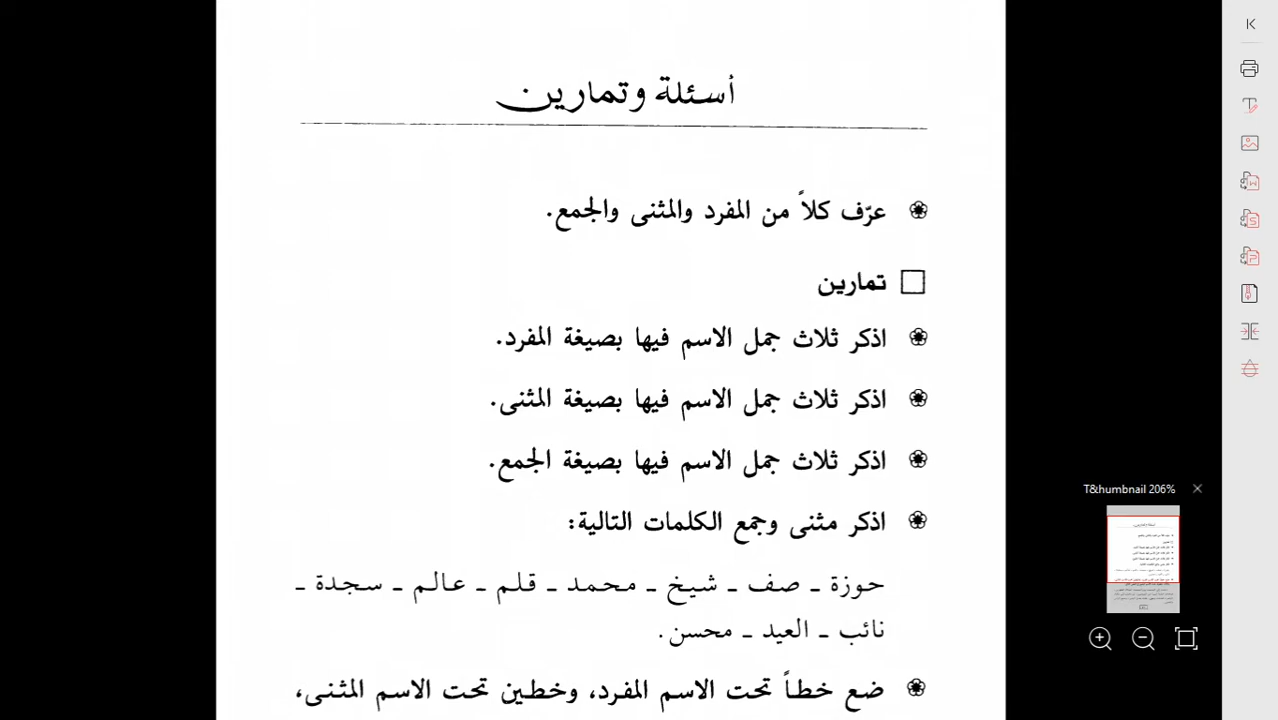 أسئلة وتمارين
عرّف كلاً من المفرد والمثنى والجمع.
تمارين
اذكر ثلاث جمل الاسم فيها بصيغة المفرد.
اذكر ثلاث جمل الاسم فيها بصيغة المثنى.
اذكر ثلاث جمل الاسم فيها بصيغة الجمع.
اذكر مثنى وجمع الكلمات التالية:
حوزة ـ صف ـ شيخ ـ محمد ـ قلم ـ عالم ـ سجدة ـ
نائب ـ العيد ـ محسن.
ضع خطاً تحت الاسم المفرد، وخطين تحت الاسم المثنى،
T&humbnail 206%